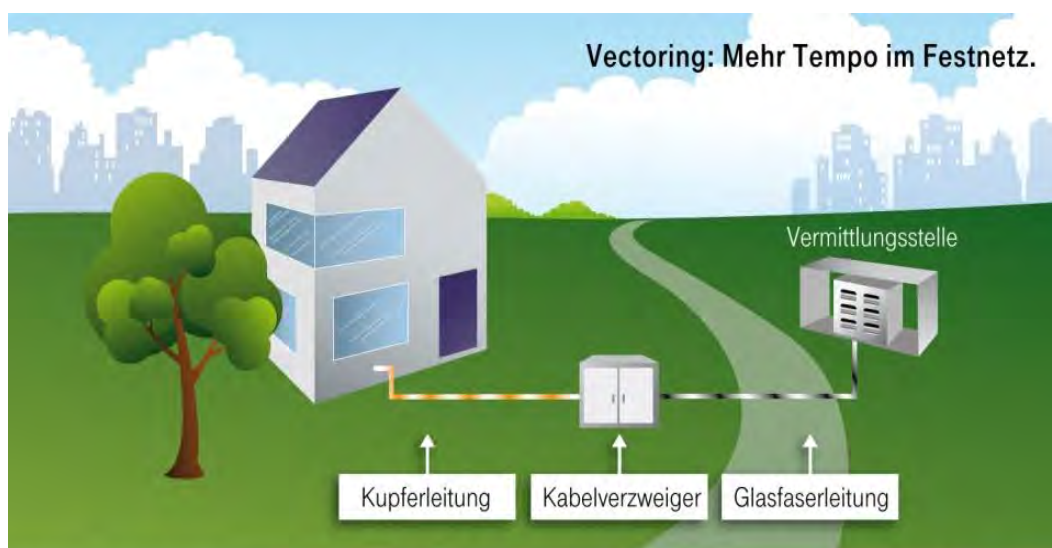 Vectoring: Mehr Tempo im Festnetz.
Vermittlungsstelle
Kupferleitung
Kabelverzweiger
Glasfaserleitung